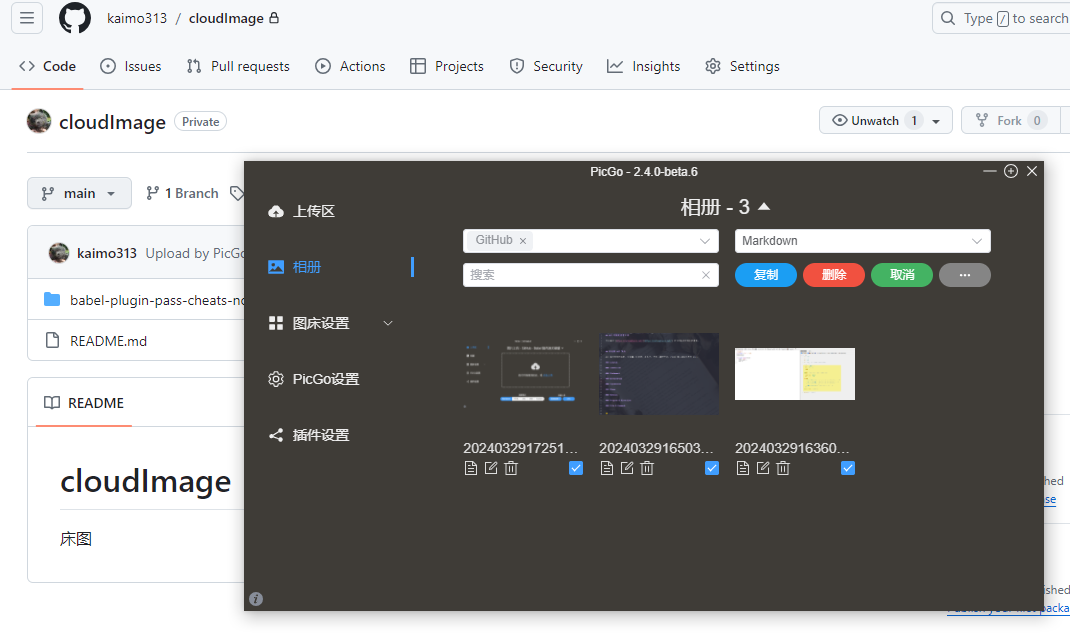 kaimo313 / cloudImage
Type / to search
Code
Issues
Pull requests
Actions
Projects
Security
Insights
Settings
cloudImage Private
Unwatch 1
Fork 0
main
1 Branch
kaimo313 Upload by PicGo
babel-plugin-pass-cheats-no
README.md
README
cloudImage
床图
PicGo - 2.4.0-beta.6
上传区
相册
图床设置
PicGo设置
插件设置
相册 - 3
GitHub ×
Markdown
搜索
复制
删除
取消
...
2024032917251...
2024032916503...
2024032916360...